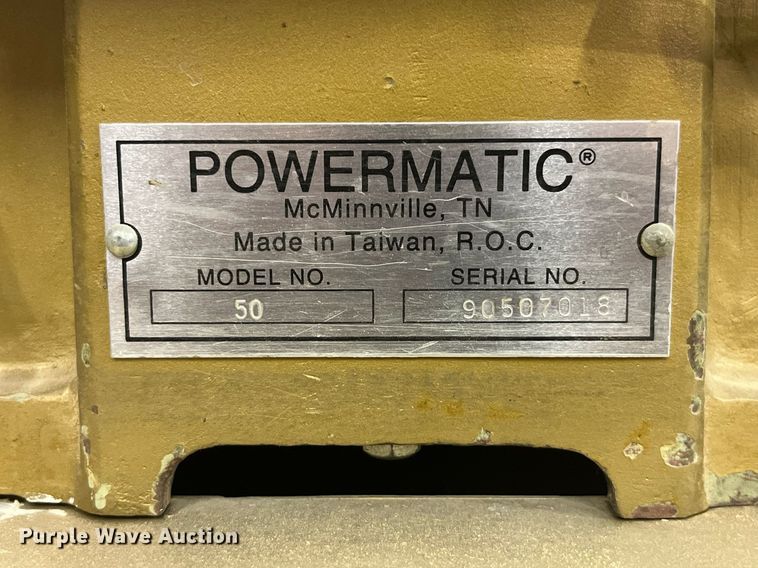 POWERMATIC®
McMinnville, TN
Made in Taiwan, R.O.C.
MODEL NO. SERIAL NO.
50 90507018
Purple Wave Auction